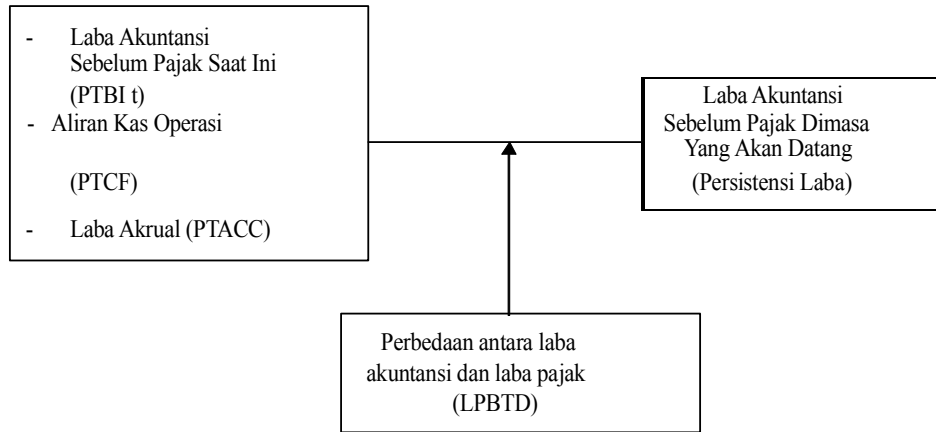 - Laba Akuntansi
Sebelum Pajak Saat Ini
(PTBI t)
- Aliran Kas Operasi
(PTCF)
- Laba Akrual (PTACC)
Laba Akuntansi
Sebelum Pajak Dimasa
Yang Akan Datang
(Persistensi Laba)
Perbedaan antara laba
akuntansi dan laba pajak
(LPBTD)